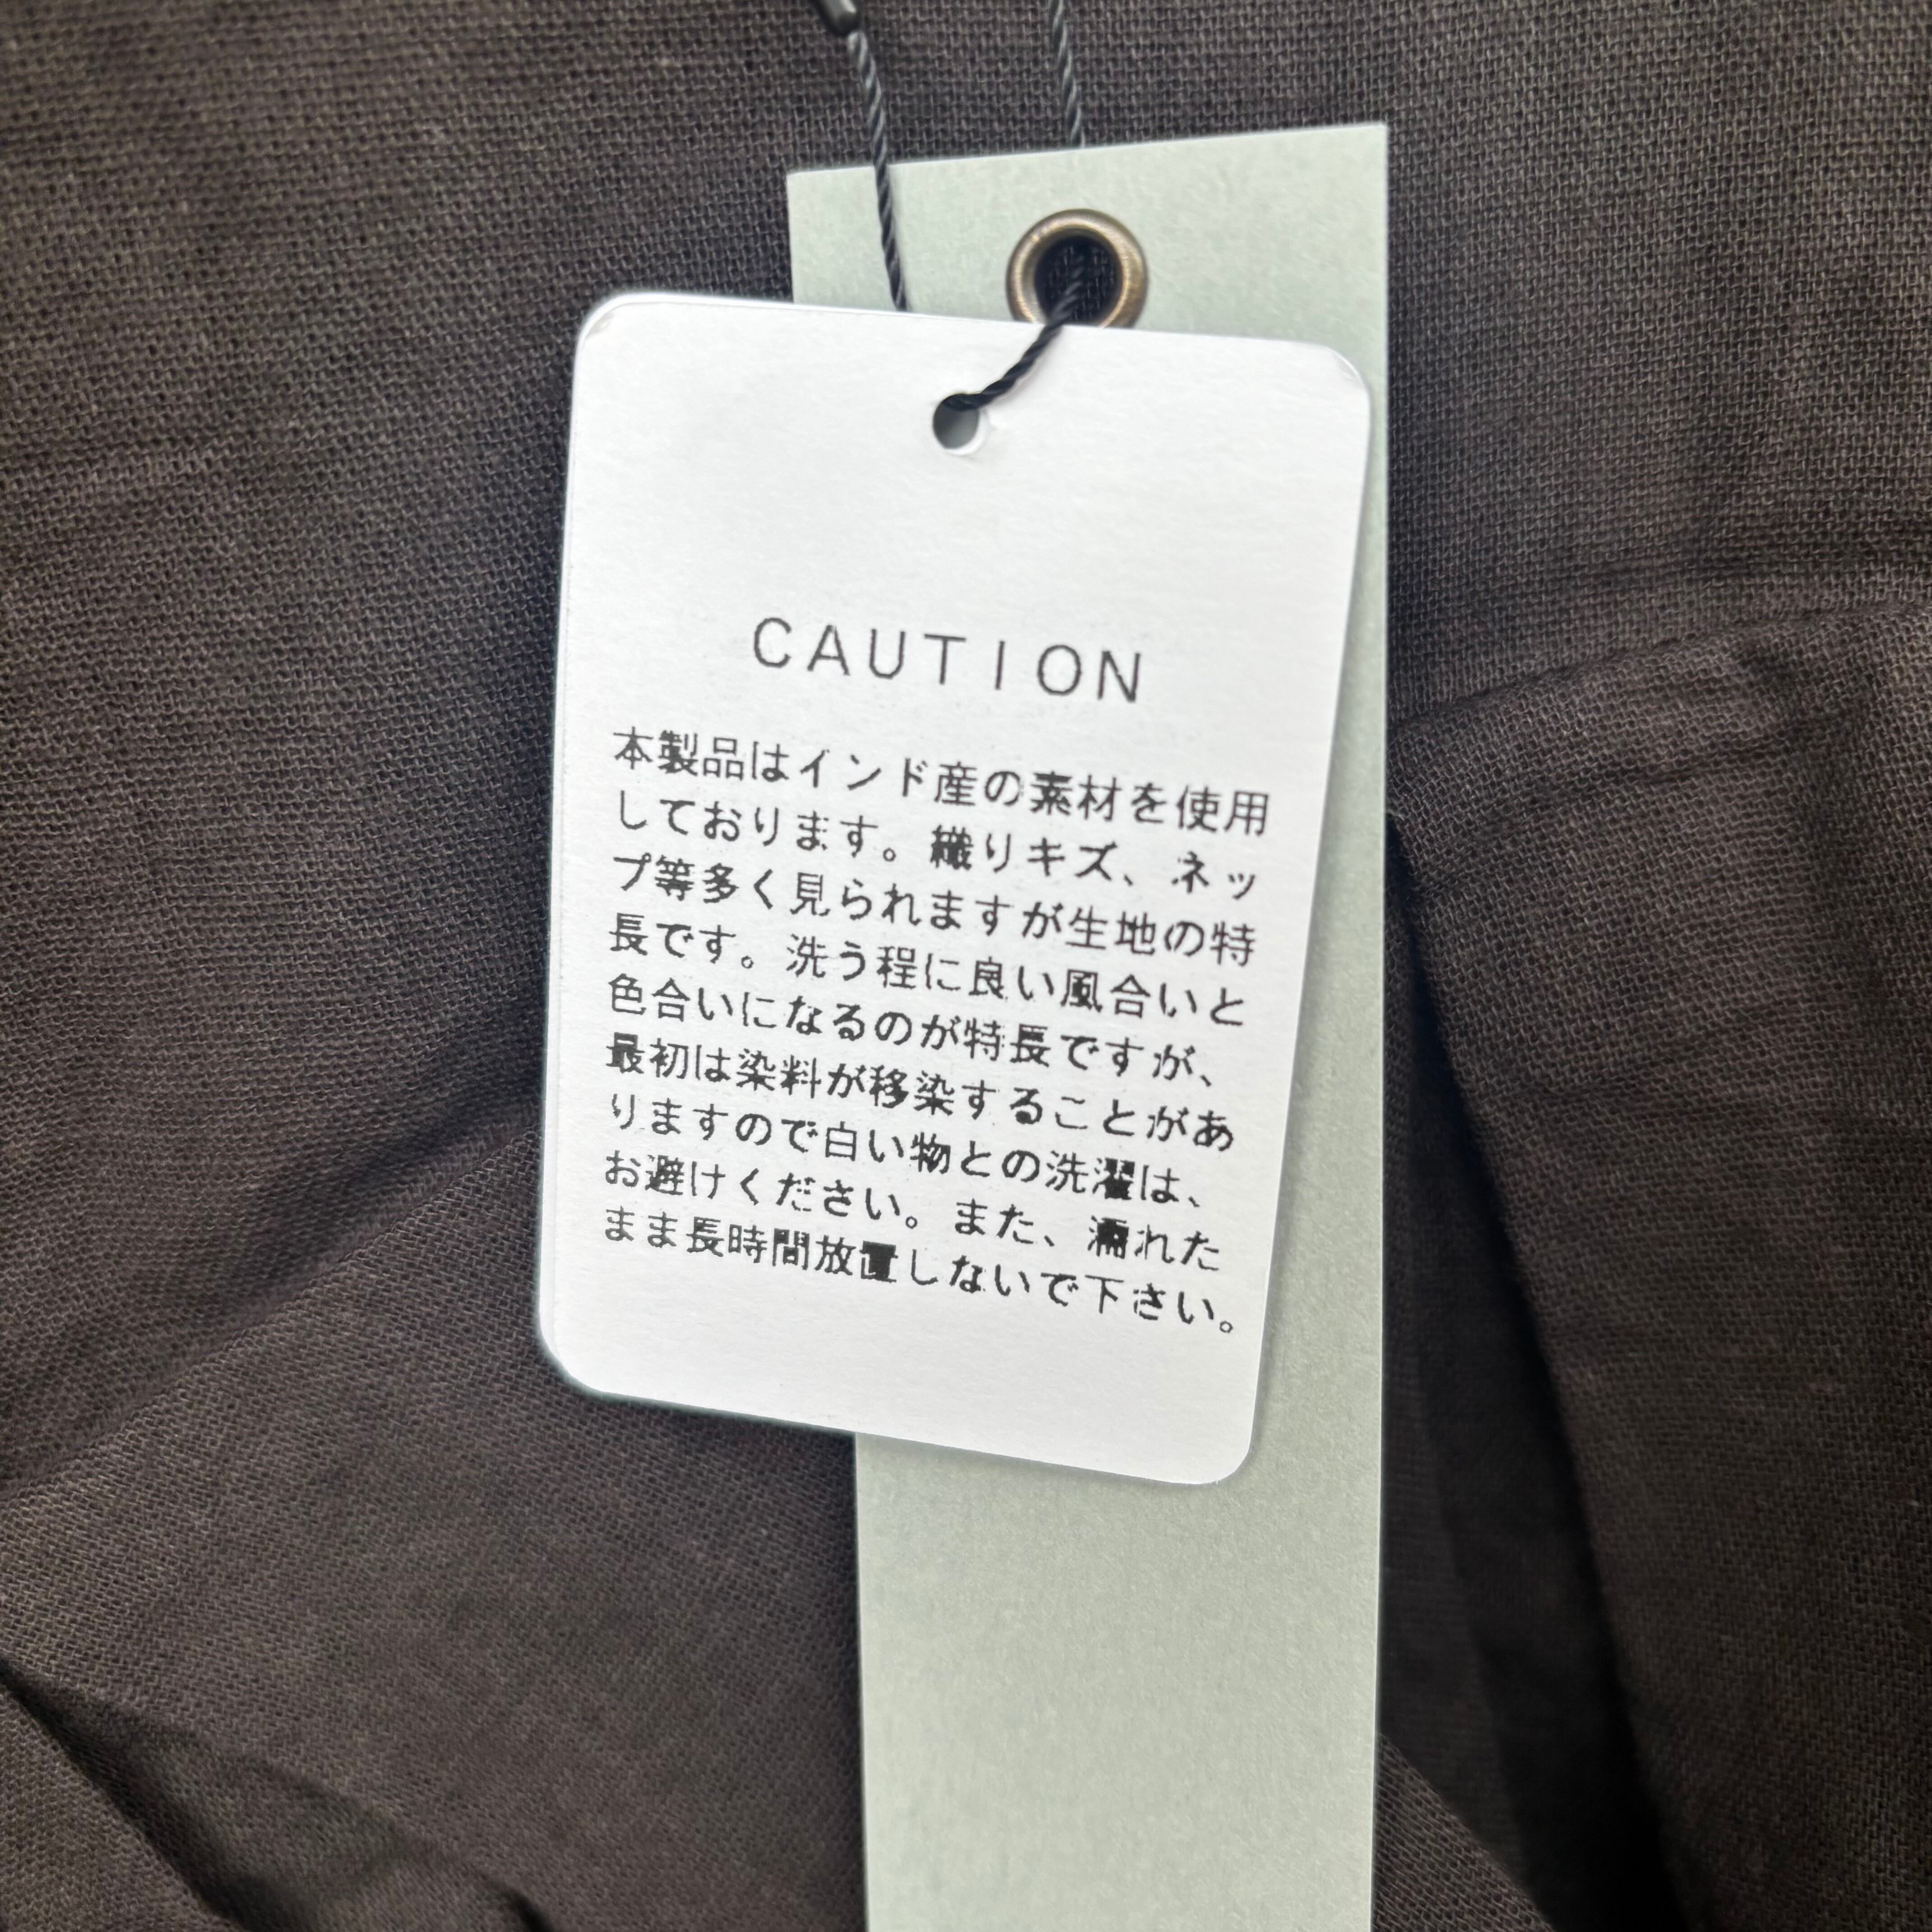 CAUTION
本製品はインド産の素材を使用
しております。織りキズ、ネッ
プ等多く見られますが生地の特
長です。洗う程に良い風合いと
色合いになるのが特長ですが、
最初は染料が移染することがあ
りますので白い物との洗濯は、
お避けください。また、濡れた
まま長時間放置しないで下さい。